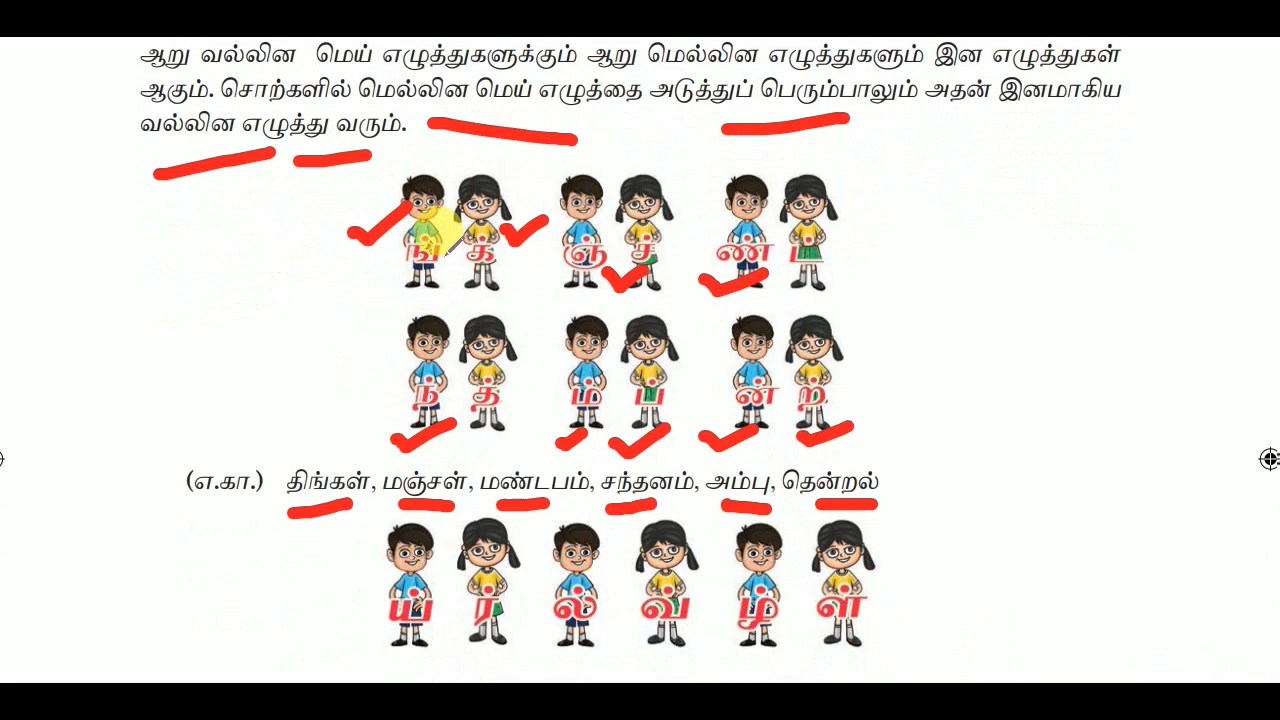 ஆறு வல்லின மெய் எழுத்துகளுக்கும் ஆறு மெல்லின எழுத்துகளும் இன எழுத்துகள்
ஆகும். சொற்களில் மெல்லின மெய் எழுத்தை அடுத்துப் பெரும்பாலும் அதன் இனமாகிய
வல்லின எழுத்து வரும்.
ங் க் ஞ் ச் ண் ட்
ந் த் ம் ப் ன் ற்
(எ.கா.) திங்கள், மஞ்சள், மண்டபம், சந்தனம், அம்பு, தென்றல்
ய் ர் ல் வ் ழ் ள்